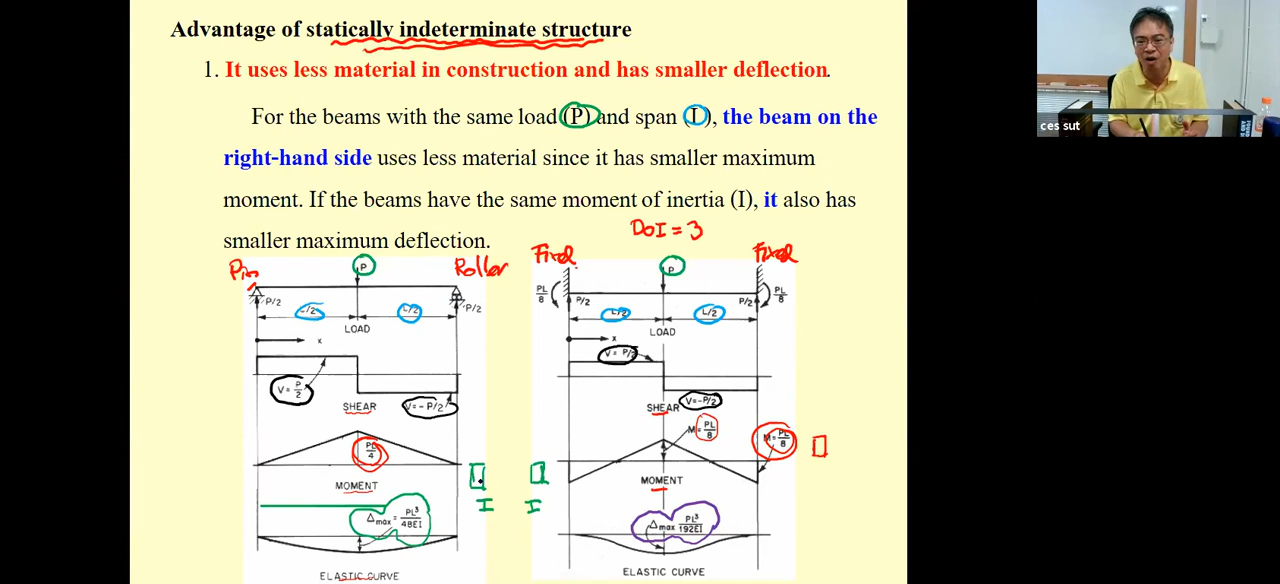 Advantage of statically indeterminate structure
1. It uses less material in construction and has smaller deflection.
For the beams with the same load (P) and span (L), the beam on the
right-hand side uses less material since it has smaller maximum
moment. If the beams have the same moment of inertia (I), it also has
smaller maximum deflection.
DOI = 3
Pin
Roller
Fixed
Fixed
P
P/2
P/2
L/2
L/2
LOAD
x
V = P/2
V = -P/2
SHEAR
PL/4
MOMENT
I
Δmax = PL³/48EI
ELASTIC CURVE
P
PL/8
P/2
P/2
PL/8
L/2
L/2
LOAD
x
V = P/2
V = -P/2
SHEAR
M = PL/8
M = PL/8
MOMENT
I
Δmax PL³/192EI
ELASTIC CURVE
ces sut